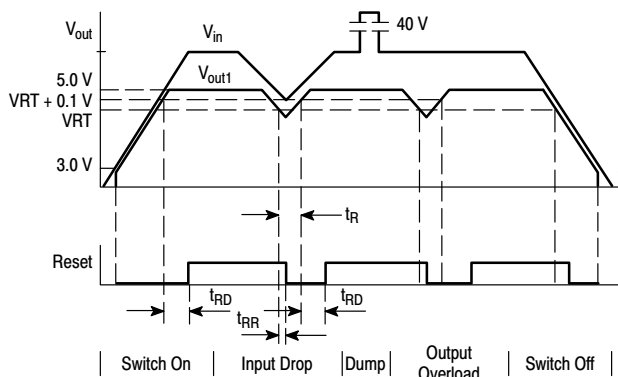 V_out
V_in
40 V
5.0 V
V_out1
VRT + 0.1 V
VRT
3.0 V
t_R
Reset
t_RD
t_RD
t_RR
Switch On
Input Drop
Dump
Output
Overload
Switch Off